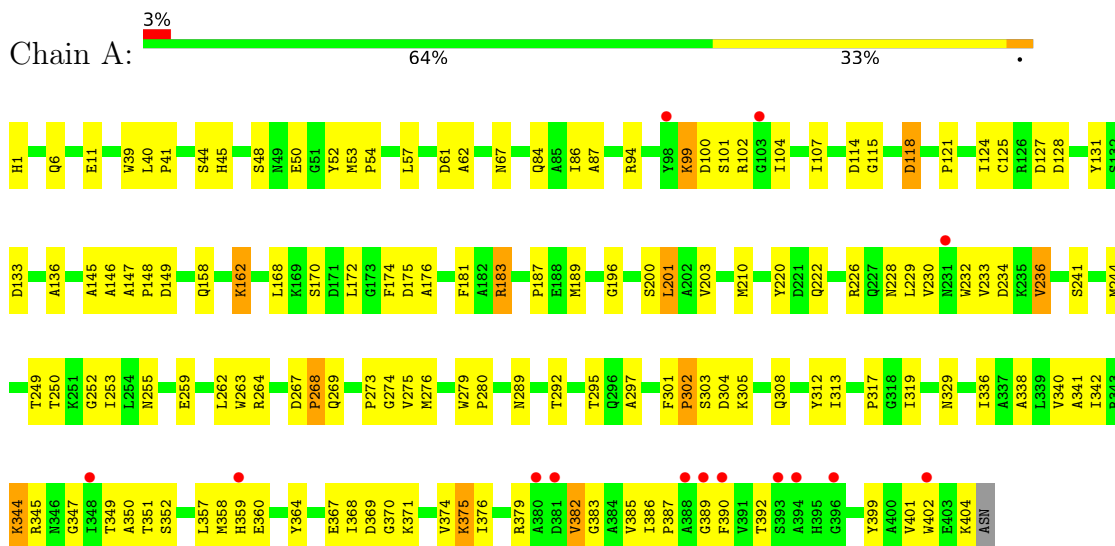 3%
Chain A:
64% 33% •
H1 Q6 E11 W39 L40 P41 S44 H45 S48 N49 E50 G51 Y52 M53 P54 L57 D61 A62 N67 Q84 A85 I86 A87 R94 Y98 K99 D100 S101 R102 G103 I104 I107 D114 G115 D118 P121 I124 C125 R126 D127 D128 Y131 S132
D133 A136 A145 A146 A147 P148 D149 Q158 K162 L168 K169 S170 D171 L172 G173 F174 D175 A176 F181 A182 R183 P187 E188 M189 G196 S200 L201 A202 V203 M210 Y220 D221 Q222 R226 Q227 N228 L229 V230 N231 W232 V233 D234 K235 V236 S241 M244
T249 T250 K251 G252 I253 L254 N255 E259 L262 W263 R264 D267 P268 Q269 P273 G274 V275 M276 W279 P280 N289 T292 T295 Q296 A297 F301 P302 S303 D304 K305 Q308 Y312 I313 P317 G318 I319 N329 I336 A337 A338 L339 V340 A341 I342 R343
K344 R345 N346 G347 I348 T349 A350 T351 S352 L357 M358 H359 E360 Y364 E367 I368 D369 G370 K371 V374 K375 I376 R379 A380 D381 V382 G383 A384 V385 I386 P387 A388 G389 F390 V391 T392 S393 A394 H395 G396 Y399 A400 V401 W402 E403 K404 ASN